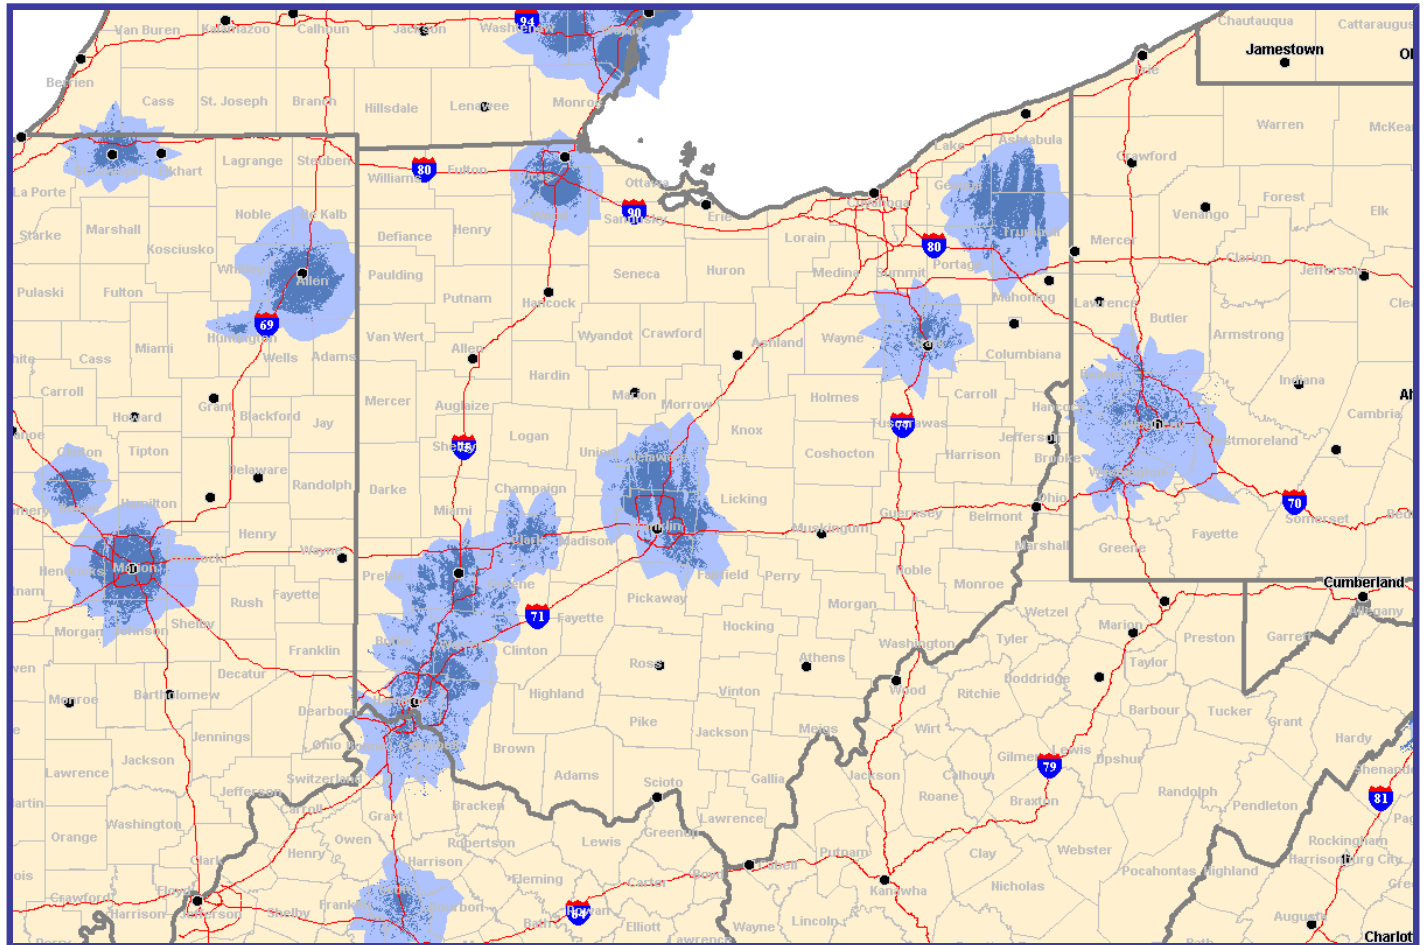 94
Van Buren
Kalamazoo
Calhoun
Jackson
Chautauqua
Cattaraugus
Jamestown
Berrien
Cass
St. Joseph
Branch
Hillsdale
Lenawee
Monroe
Erie
Warren
McKean
Ashtabula
Lake
Geauga
Crawford
Forest
Venango
Elk
Elkhart
Lagrange
Steuben
80
Williams
Fulton
Ottawa
90
Sandusky
Erie
Cuyahoga
La Porte
Noble
De Kalb
Marshall
Starke
Kosciusko
Defiance
Henry
Wood
Lorain
80
Trumbull
Mercer
Clarion
Jefferson
Whitley
Allen
Paulding
Seneca
Huron
Medina
Summit
Portage
Mahoning
Lawrence
Pulaski
Fulton
Putnam
Hancock
Butler
Armstrong
69
Huntington
Wells
Adams
Miami
Cass
Van Wert
Allen
Wyandot
Crawford
Ashland
Wayne
Stark
Columbiana
Indiana
Carroll
Howard
Grant
Blackford
Jay
Mercer
Auglaize
Hardin
Marion
Morrow
Holmes
Carroll
Hancock
Tuscarawas
77
Cambria
Westmoreland
Clinton
Tipton
Delaware
Randolph
Darke
Shelby
75
Logan
Union
Delaware
Knox
Coshocton
Harrison
Jefferson
Brooke
Hamilton
Champaign
Miami
Licking
Guernsey
Belmont
Ohio
70
Somerset
Henry
Wayne
Preble
Clark
Madison
Franklin
Muskingum
Marshall
Greene
Fayette
Hendricks
Marion
Hancock
Rush
Fayette
Greene
71
Fayette
Pickaway
Fairfield
Perry
Noble
Monroe
Morgan
Cumberland
Allegany
Morgan
Johnson
Shelby
Franklin
Clinton
Hocking
Washington
Wetzel
Tyler
Marion
Preston
Garrett
Taylor
Monroe
Bartholomew
Decatur
Dearborn
Highland
Ross
Athens
Vinton
Wood
Ritchie
Doddridge
Barbour
Tucker
Grant
Hardy
Jennings
Ohio
Pike
Jackson
Meigs
Wirt
Gilmer
Lewis
Upshur
79
Lawrence
Jackson
Switzerland
Jefferson
Brown
Adams
Scioto
Gallia
Jackson
Calhoun
Roane
Braxton
Randolph
Pendleton
Shenandoah
81
Washington
Carroll
Grant
Bracken
Lawrence
Greenup
Rockingham
Orange
Owen
Robertson
Lewis
Putnam
Clay
Webster
Harrisonburg City
Clark
Henry
Harrison
Cabell
Pocahontas
Highland
Crawford
Floyd
Fleming
Carter
Boyd
Kanawha
Nicholas
Harrison
Jefferson
Shelby
Franklin
Bourbon
Bath
64
Rowan
Elliott
Lawrence
Wayne
Lincoln
Augusta
Charlot